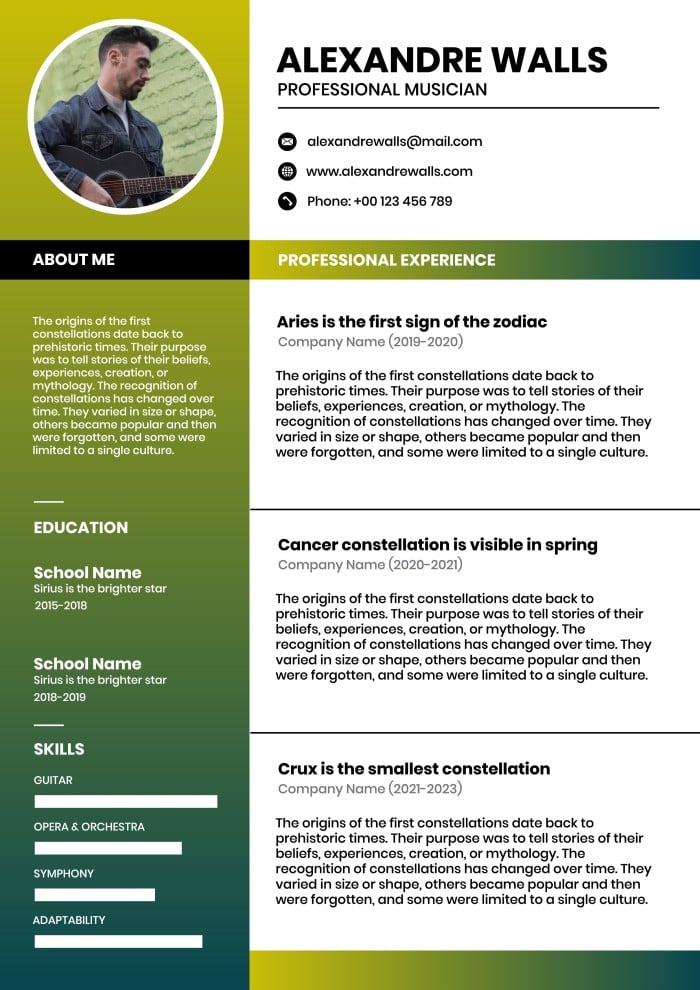 ALEXANDRE WALLS
PROFESSIONAL MUSICIAN
alexandrewalls@mail.com
www.alexandrewalls.com
Phone: +00 123 456 789
ABOUT ME
The origins of the first
constellations date back to
prehistoric times. Their purpose
was to tell stories of their beliefs,
experiences, creation, or
mythology. The recognition of
constellations has changed over
time. They varied in size or shape,
others became popular and then
were forgotten, and some were
limited to a single culture.
EDUCATION
School Name
Sirius is the brighter star
2015-2018
School Name
Sirius is the brighter star
2018-2019
SKILLS
GUITAR
OPERA & ORCHESTRA
SYMPHONY
ADAPTABILITY
PROFESSIONAL EXPERIENCE
Aries is the first sign of the zodiac
Company Name (2019-2020)
The origins of the first constellations date back to
prehistoric times. Their purpose was to tell stories of their
beliefs, experiences, creation, or mythology. The
recognition of constellations has changed over time. They
varied in size or shape, others became popular and then
were forgotten, and some were limited to a single culture.
Cancer constellation is visible in spring
Company Name (2020-2021)
The origins of the first constellations date back to
prehistoric times. Their purpose was to tell stories of their
beliefs, experiences, creation, or mythology. The
recognition of constellations has changed over time. They
varied in size or shape, others became popular and then
were forgotten, and some were limited to a single culture.
Crux is the smallest constellation
Company Name (2021-2023)
The origins of the first constellations date back to
prehistoric times. Their purpose was to tell stories of their
beliefs, experiences, creation, or mythology. The
recognition of constellations has changed over time. They
varied in size or shape, others became popular and then
were forgotten, and some were limited to a single culture.